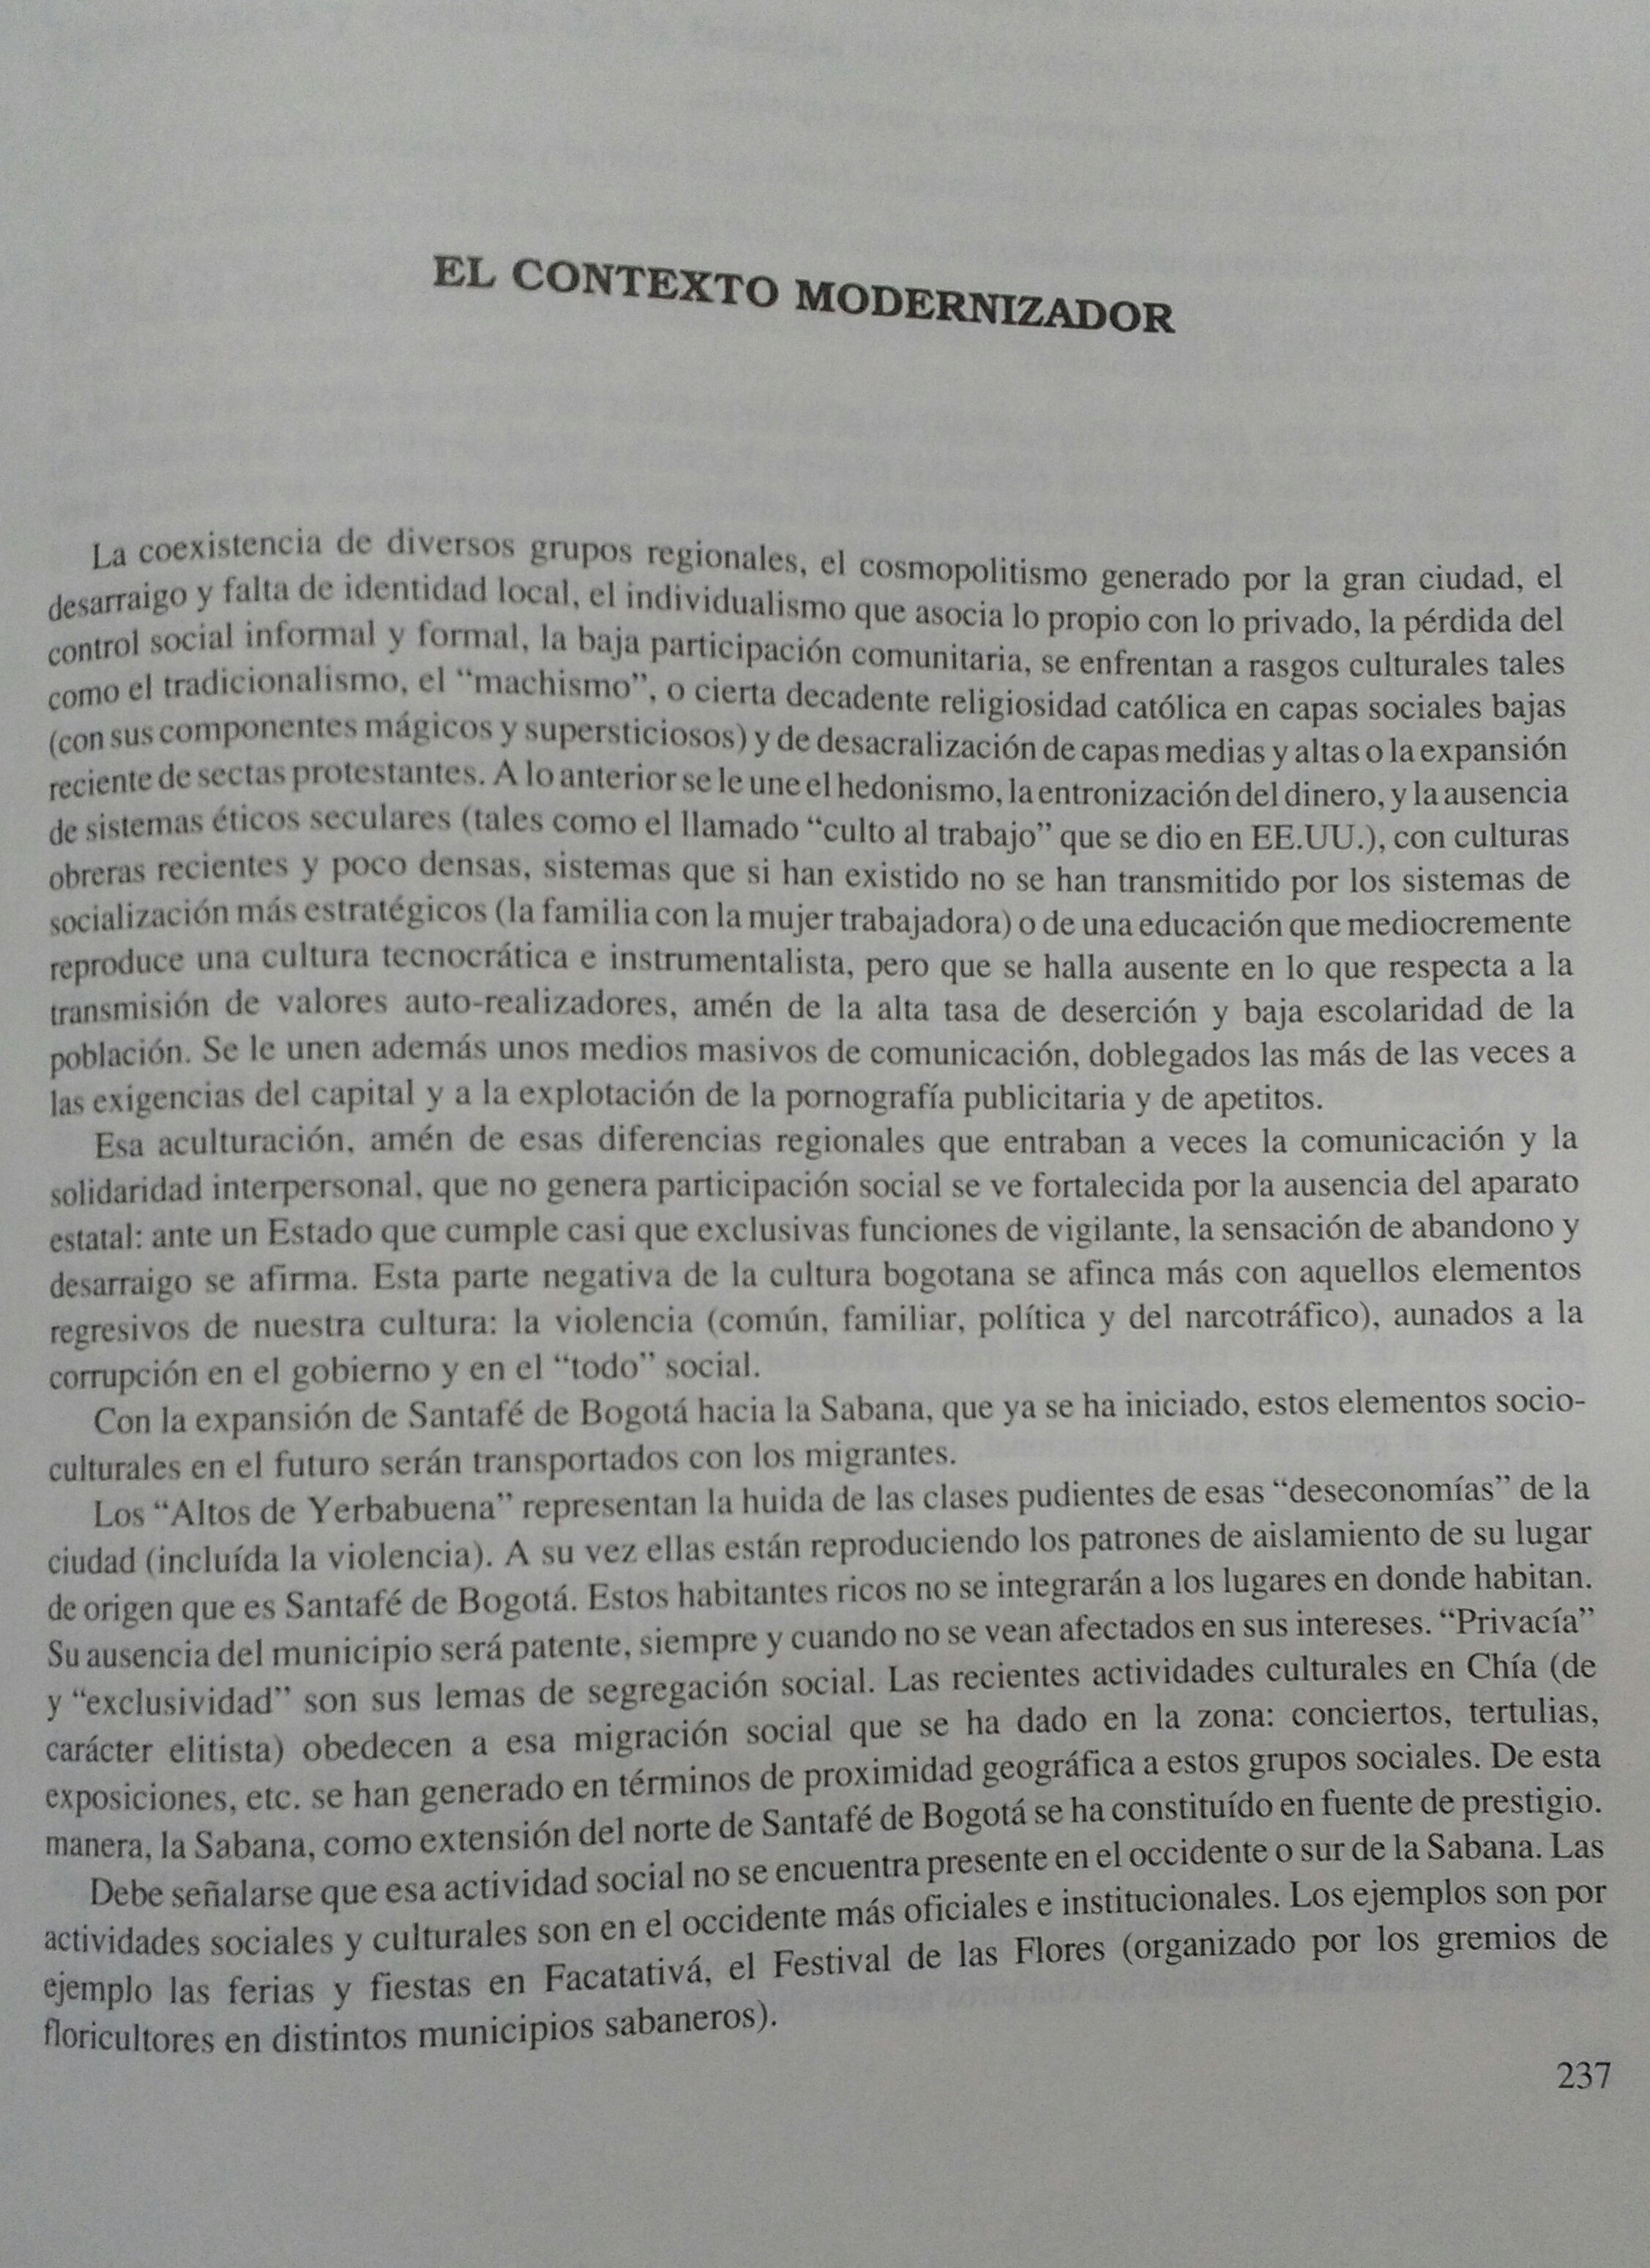 EL CONTEXTO MODERNIZADOR
La coexistencia de diversos grupos regionales, el cosmopolitismo generado por la gran ciudad, el
desarraigo y falta de identidad local, el individualismo que asocia lo propio con lo privado, la pérdida del
control social informal y formal, la baja participación comunitaria, se enfrentan a rasgos culturales tales
como el tradicionalismo, el “machismo”, o cierta decadente religiosidad católica en capas sociales bajas
(con sus componentes mágicos y supersticiosos) y de desacralización de capas medias y altas o la expansión
reciente de sectas protestantes. A lo anterior se le une el hedonismo, la entronización del dinero, y la ausencia
de sistemas éticos seculares (tales como el llamado “culto al trabajo” que se dio en EE.UU.), con culturas
obreras recientes y poco densas, sistemas que si han existido no se han transmitido por los sistemas de
socialización más estratégicos (la familia con la mujer trabajadora) o de una educación que mediocremente
reproduce una cultura tecnocrática e instrumentalista, pero que se halla ausente en lo que respecta a la
transmisión de valores auto-realizadores, amén de la alta tasa de deserción y baja escolaridad de la
población. Se le unen además unos medios masivos de comunicación, doblegados las más de las veces a
las exigencias del capital y a la explotación de la pornografía publicitaria y de apetitos.
Esa aculturación, amén de esas diferencias regionales que entraban a veces la comunicación y la
solidaridad interpersonal, que no genera participación social se ve fortalecida por la ausencia del aparato
estatal: ante un Estado que cumple casi que exclusivas funciones de vigilante, la sensación de abandono y
desarraigo se afirma. Esta parte negativa de la cultura bogotana se afinca más con aquellos elementos
regresivos de nuestra cultura: la violencia (común, familiar, política y del narcotráfico), aunados a la
corrupción en el gobierno y en el “todo” social.
Con la expansión de Santafé de Bogotá hacia la Sabana, que ya se ha iniciado, estos elementos socio-
culturales en el futuro serán transportados con los migrantes.
Los “Altos de Yerbabuena” representan la huida de las clases pudientes de esas “deseconomías” de la
ciudad (incluída la violencia). A su vez ellas están reproduciendo los patrones de aislamiento de su lugar
de origen que es Santafé de Bogotá. Estos habitantes ricos no se integrarán a los lugares en donde habitan.
Su ausencia del municipio será patente, siempre y cuando no se vean afectados en sus intereses. “Privacía”
y “exclusividad” son sus lemas de segregación social. Las recientes actividades culturales en Chía (de
carácter elitista) obedecen a esa migración social que se ha dado en la zona: conciertos, tertulias,
exposiciones, etc. se han generado en términos de proximidad geográfica a estos grupos sociales. De esta
manera, la Sabana, como extensión del norte de Santafé de Bogotá se ha constituído en fuente de prestigio.
Debe señalarse que esa actividad social no se encuentra presente en el occidente o sur de la Sabana. Las
actividades sociales y culturales son en el occidente más oficiales e institucionales. Los ejemplos son por
ejemplo las ferias y fiestas en Facatativá, el Festival de las Flores (organizado por los gremios de
floricultores en distintos municipios sabaneros).
237